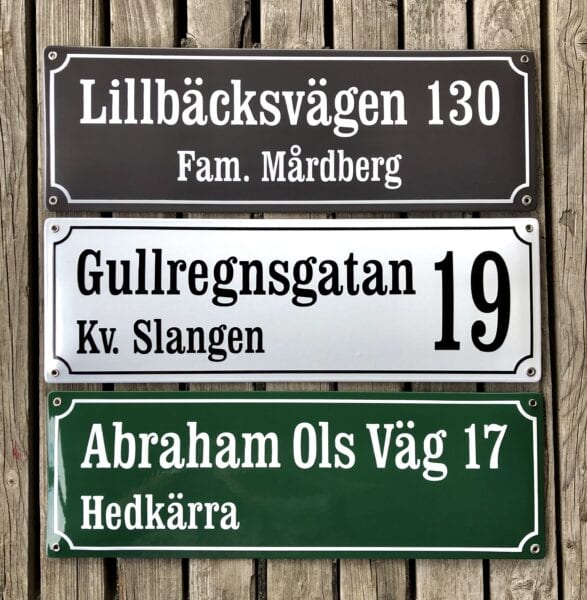 Lillbäcksvägen 130
Fam. Mårdberg
Gullregnsgatan 19
Kv. Slangen
Abraham Ols Väg 17
Hedkärra